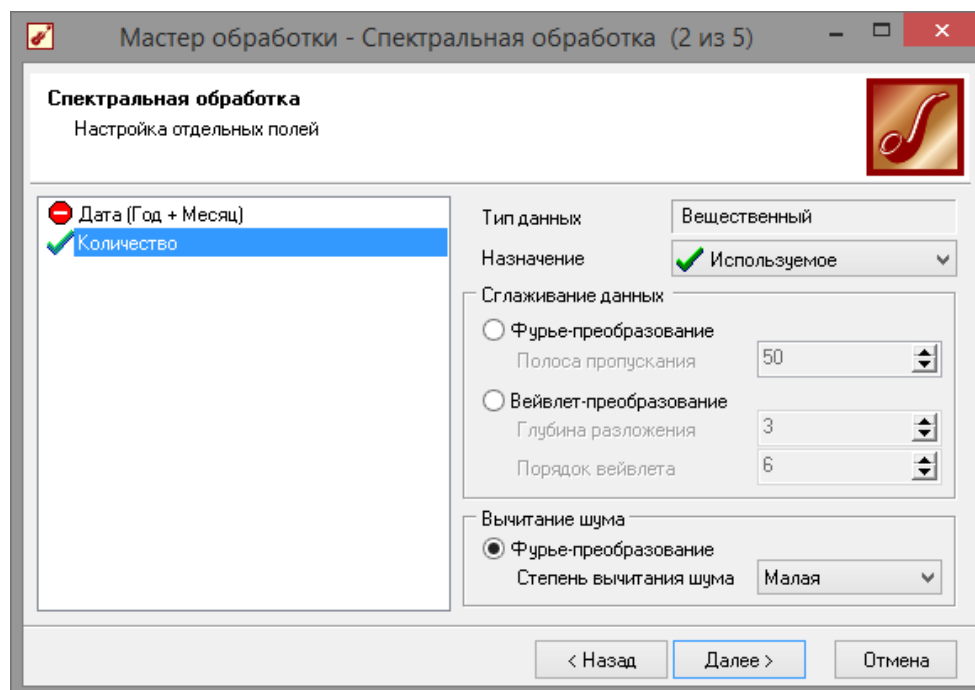 Мастер обработки - Спектральная обработка (2 из 5)
Спектральная обработка
Настройка отдельных полей
Дата (Год + Месяц)
Количество
Тип данных
Вещественный
Назначение
Используемое
Сглаживание данных
Фурье-преобразование
Полоса пропускания
50
Вейвлет-преобразование
Глубина разложения
3
Порядок вейвлета
6
Вычитание шума
Фурье-преобразование
Степень вычитания шума
Малая
< Назад
Далее >
Отмена